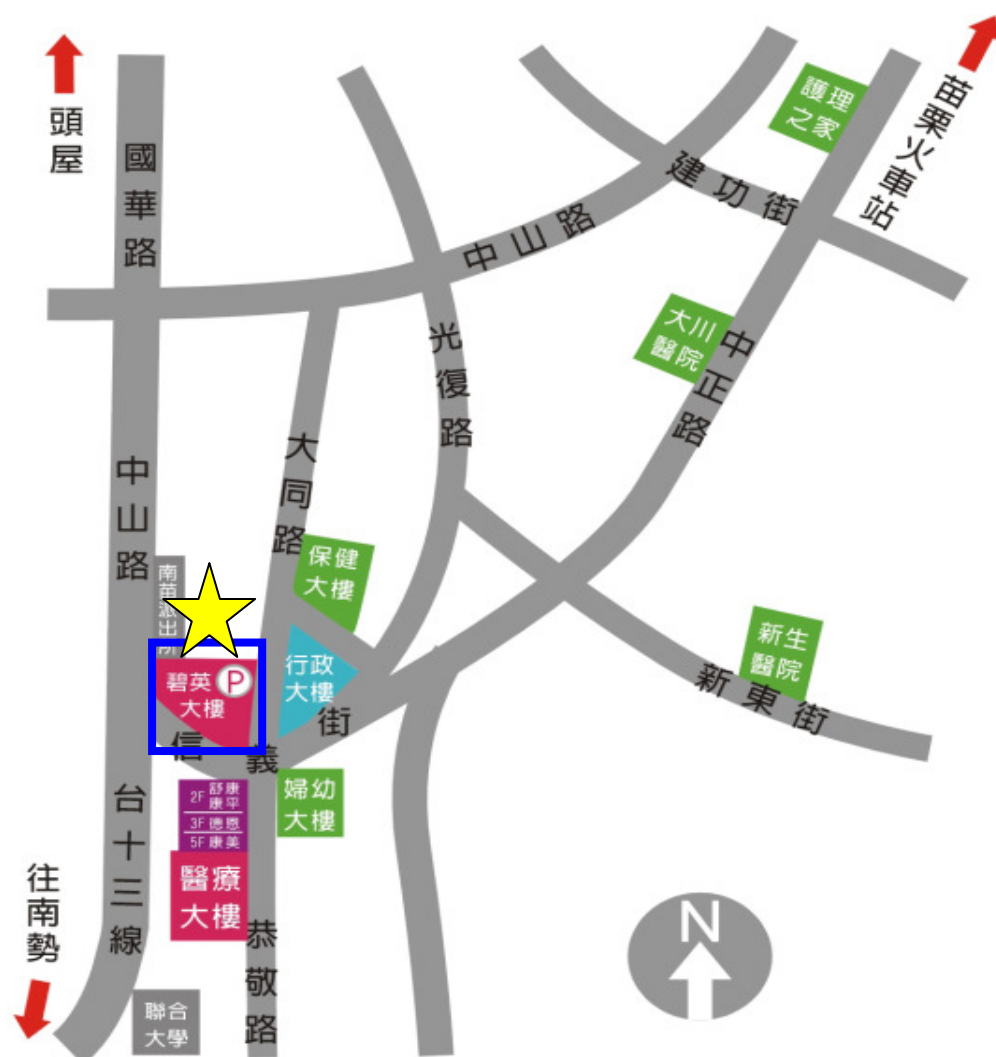 頭屋
國華路
苗栗火車站
護理
之家
建功街
中山路
大川
醫院
中正路
光復路
大同路
中山路
保健
大樓
南苗派出所
行政
大樓
碧英 P
大樓
新生
醫院
新東街
信義街
2F 舒康
康平
3F 德恩
5F 康美
婦幼
大樓
醫療
大樓
台十三線
往南勢
恭敬路
聯合
大學
N